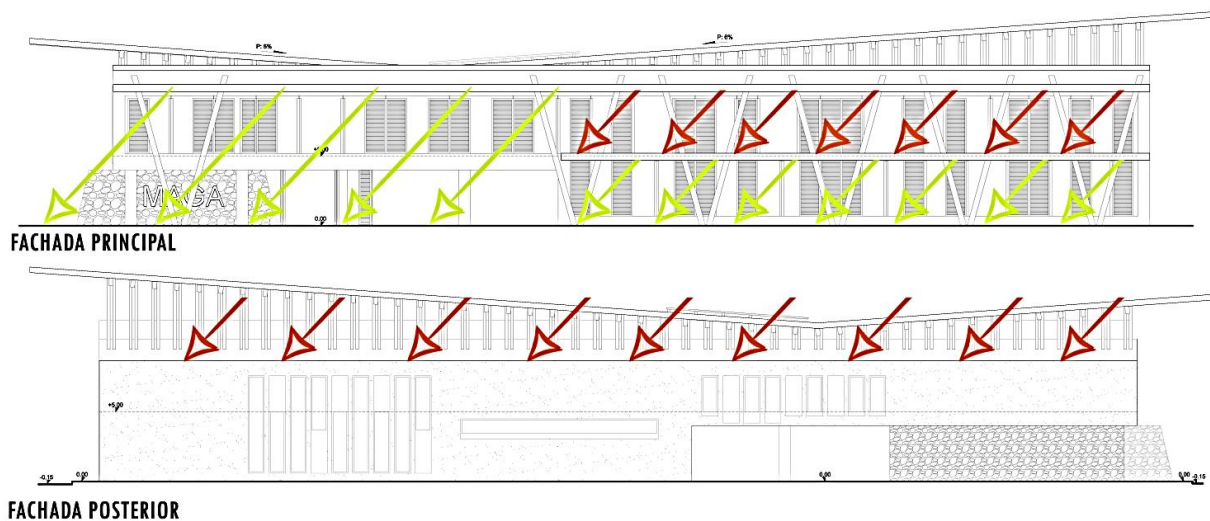 P: 5%
P: 6%
+5,00
MAGA
0.00
FACHADA PRINCIPAL
+5,00
-0.15
0.00
0.00
0.00
-0.15
FACHADA POSTERIOR